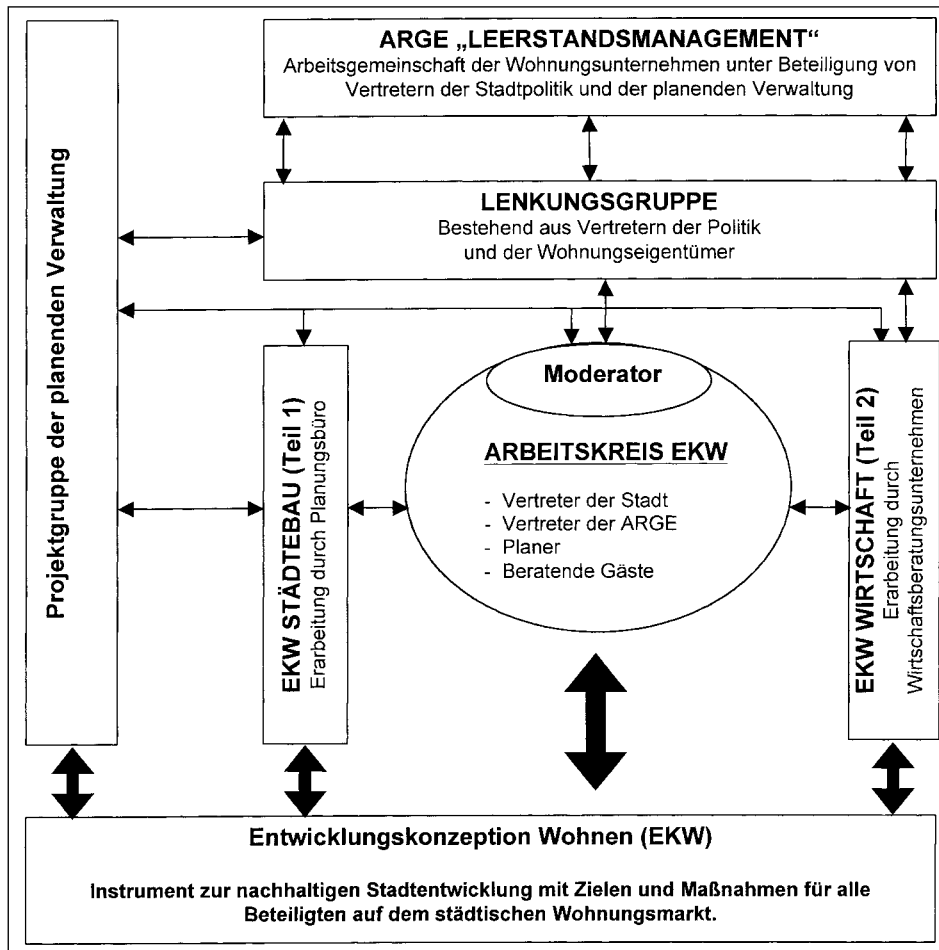 ARGE „LEERSTANDSMANAGEMENT“
Arbeitsgemeinschaft der Wohnungsunternehmen unter Beteiligung von
Vertretern der Stadtpolitik und der planenden Verwaltung
LENKUNGSGRUPPE
Bestehend aus Vertretern der Politik
und der Wohnungseigentümer
Projektgruppe der planenden Verwaltung
EKW STÄDTEBAU (Teil 1)
Erarbeitung durch Planungsbüro
Moderator
ARBEITSKREIS EKW
- Vertreter der Stadt
- Vertreter der ARGE
- Planer
- Beratende Gäste
EKW WIRTSCHAFT (Teil 2)
Erarbeitung durch
Wirtschaftsberatungsunternehmen
Entwicklungskonzeption Wohnen (EKW)
Instrument zur nachhaltigen Stadtentwicklung mit Zielen und Maßnahmen für alle
Beteiligten auf dem städtischen Wohnungsmarkt.